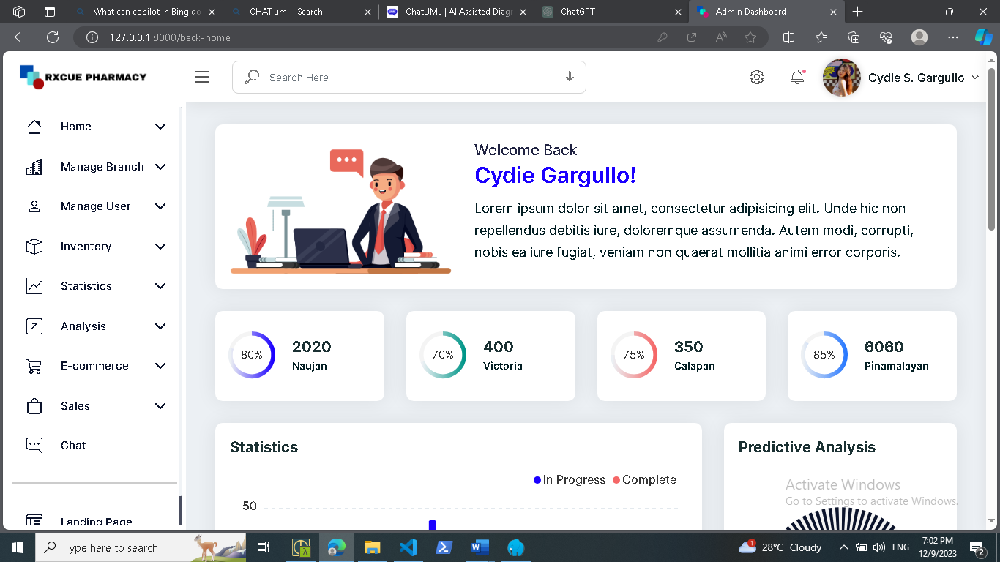 What can copilot in Bing do
CHAT uml - Search
ChatUML | AI Assisted Diagr
ChatGPT
Admin Dashboard
127.0.0.1:8000/back-home
RXCUE PHARMACY
Search Here
Cydie S. Gargullo
Home
Manage Branch
Manage User
Inventory
Statistics
Analysis
E-commerce
Sales
Chat
Landing Page
Welcome Back
Cydie Gargullo!
Lorem ipsum dolor sit amet, consectetur adipisicing elit. Unde hic non
repellendus debitis iure, doloremque assumenda. Autem modi, corrupti,
nobis ea iure fugiat, veniam non quaerat mollitia animi error corporis.
80%
2020
Naujan
70%
400
Victoria
75%
350
Calapan
85%
6060
Pinamalayan
Statistics
In Progress
Complete
50
Predictive Analysis
Activate Windows
Go to Settings to activate Windows.
Type here to search
1
28°C Cloudy
ENG
7:02 PM
12/9/2023
2